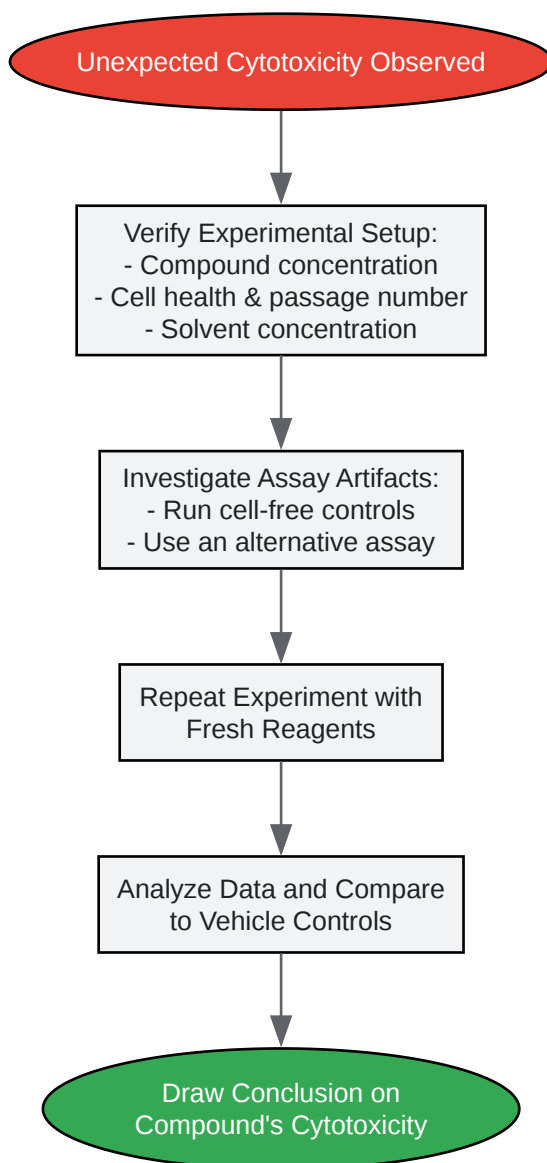 Unexpected Cytotoxicity Observed
Verify Experimental Setup:
- Compound concentration
- Cell health & passage number
- Solvent concentration
Investigate Assay Artifacts:
- Run cell-free controls
- Use an alternative assay
Repeat Experiment with
Fresh Reagents
Analyze Data and Compare
to Vehicle Controls
Draw Conclusion on
Compound's Cytotoxicity